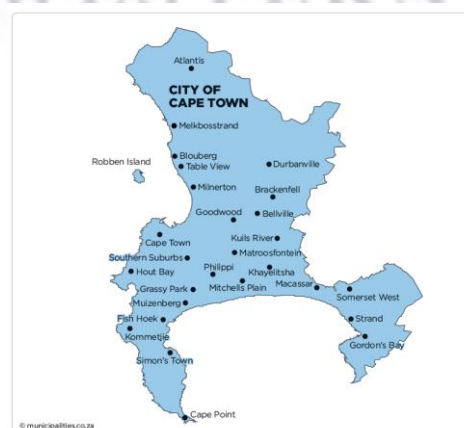 Atlantis
CITY OF
CAPE TOWN
Melkbosstrand
Blouberg
Robben Island
Table View
Durbanville
Milnerton
Brackenfell
Goodwood
Bellville
Cape Town
Kuils River
Southern Suburbs
Matroosfontein
Hout Bay
Philippi
Khayelitsha
Grassy Park
Mitchells Plain
Macassar
Somerset West
Muizenberg
Fish Hoek
Strand
Kommetjie
Gordon's Bay
Simon's Town
Cape Point
© municipalities.co.za